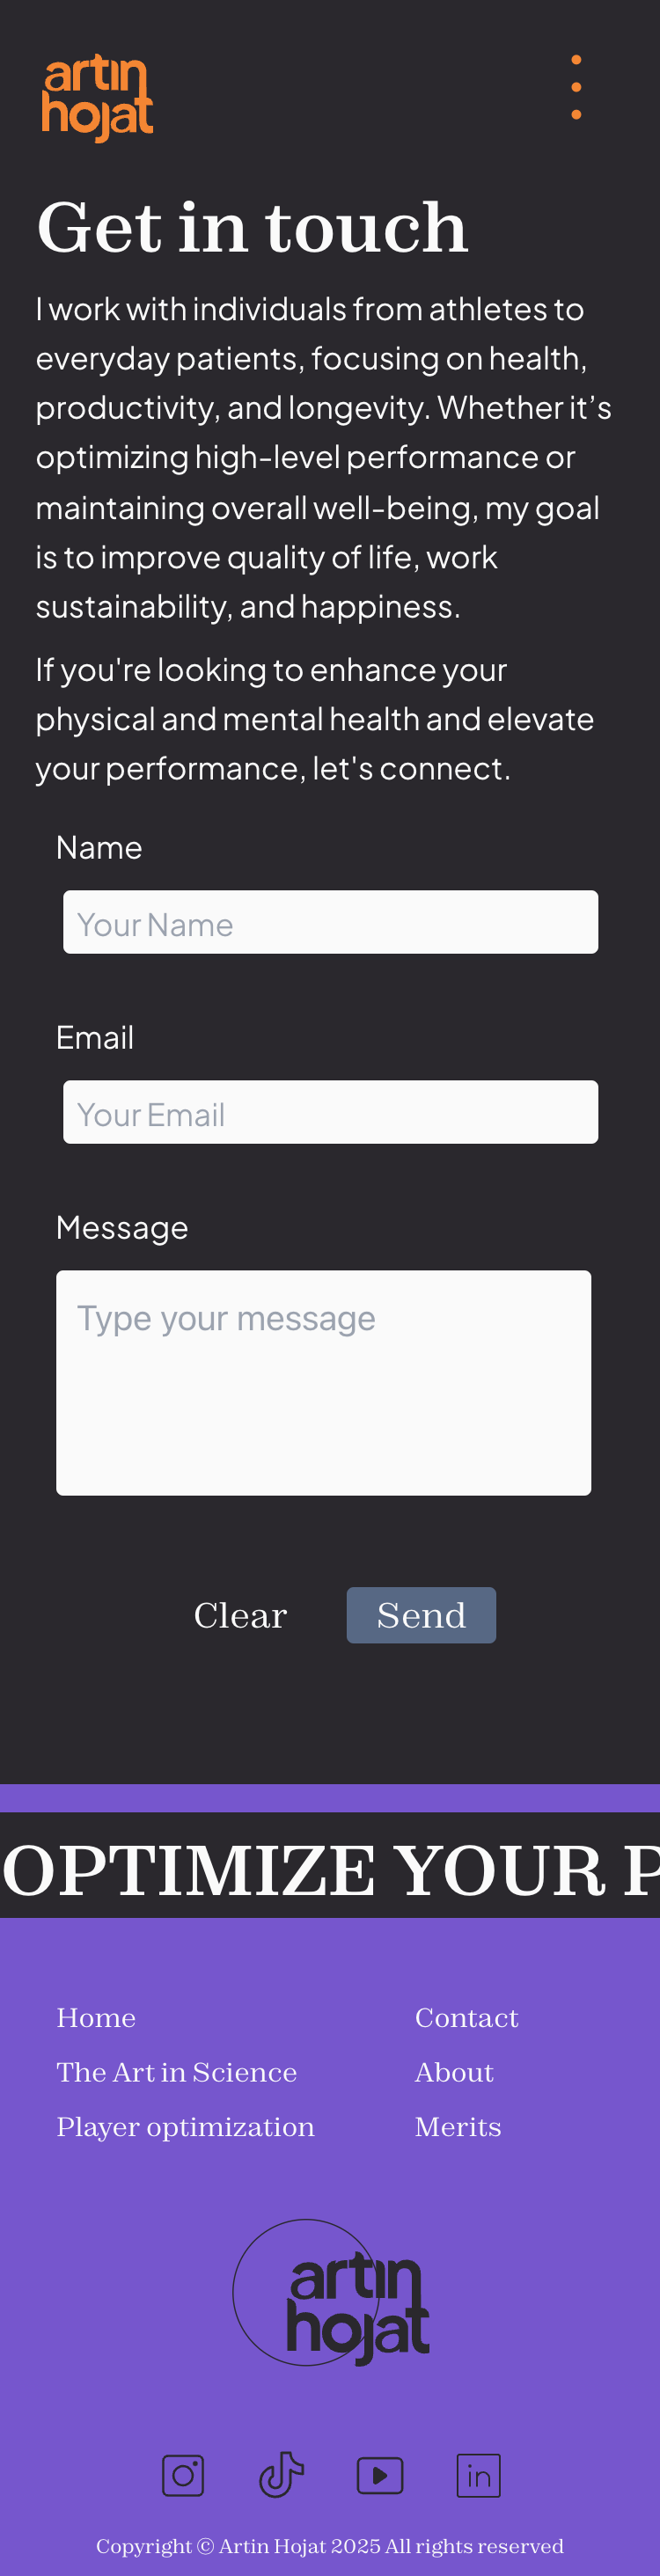 artin
hojat
Get in touch
I work with individuals from athletes to
everyday patients, focusing on health,
productivity, and longevity. Whether it’s
optimizing high-level performance or
maintaining overall well-being, my goal
is to improve quality of life, work
sustainability, and happiness.
If you're looking to enhance your
physical and mental health and elevate
your performance, let's connect.
Name
Your Name
Email
Your Email
Message
Type your message
Clear Send
OPTIMIZE YOUR P
Home Contact
The Art in Science About
Player optimization Merits
artin
hojat
in
Copyright © Artin Hojat 2025 All rights reserved